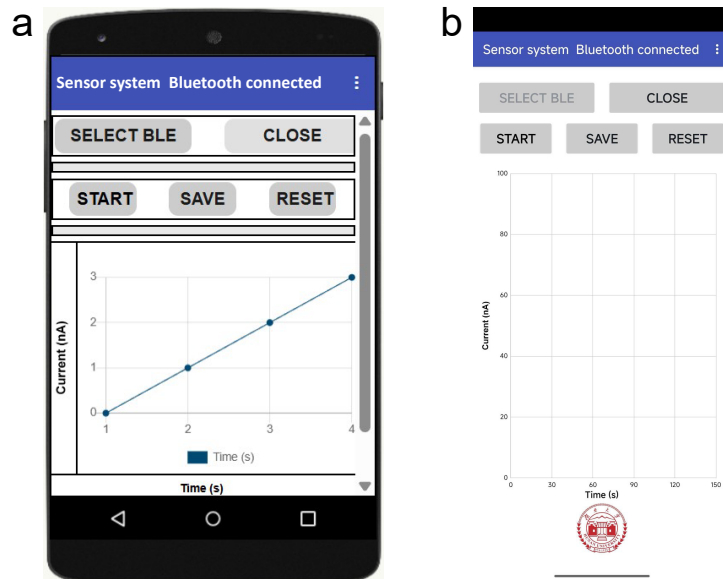 a
Sensor system Bluetooth connected
SELECT BLE CLOSE
START SAVE RESET
Current (nA)
3
2
1
0
1 2 3 4
Time (s)
Time (s)
b
Sensor system Bluetooth connected
SELECT BLE CLOSE
START SAVE RESET
Current (nA)
100
80
60
40
20
0
0 30 60 90 120 150
Time (s)